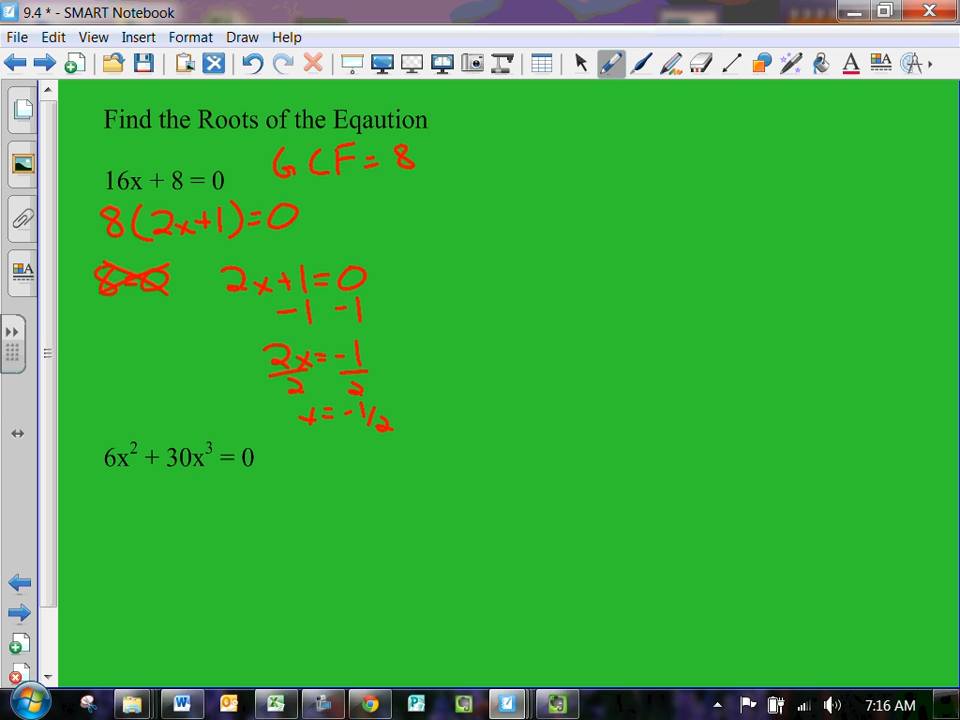 9.4 * - SMART Notebook
File Edit View Insert Format Draw Help
Find the Roots of the Eqaution
GCF = 8
16x + 8 = 0
8(2x+1)=0
8=0 2x+1=0
-1 -1
2x=-1
2 2
x=-1/2
6x² + 30x³ = 0
7:16 AM